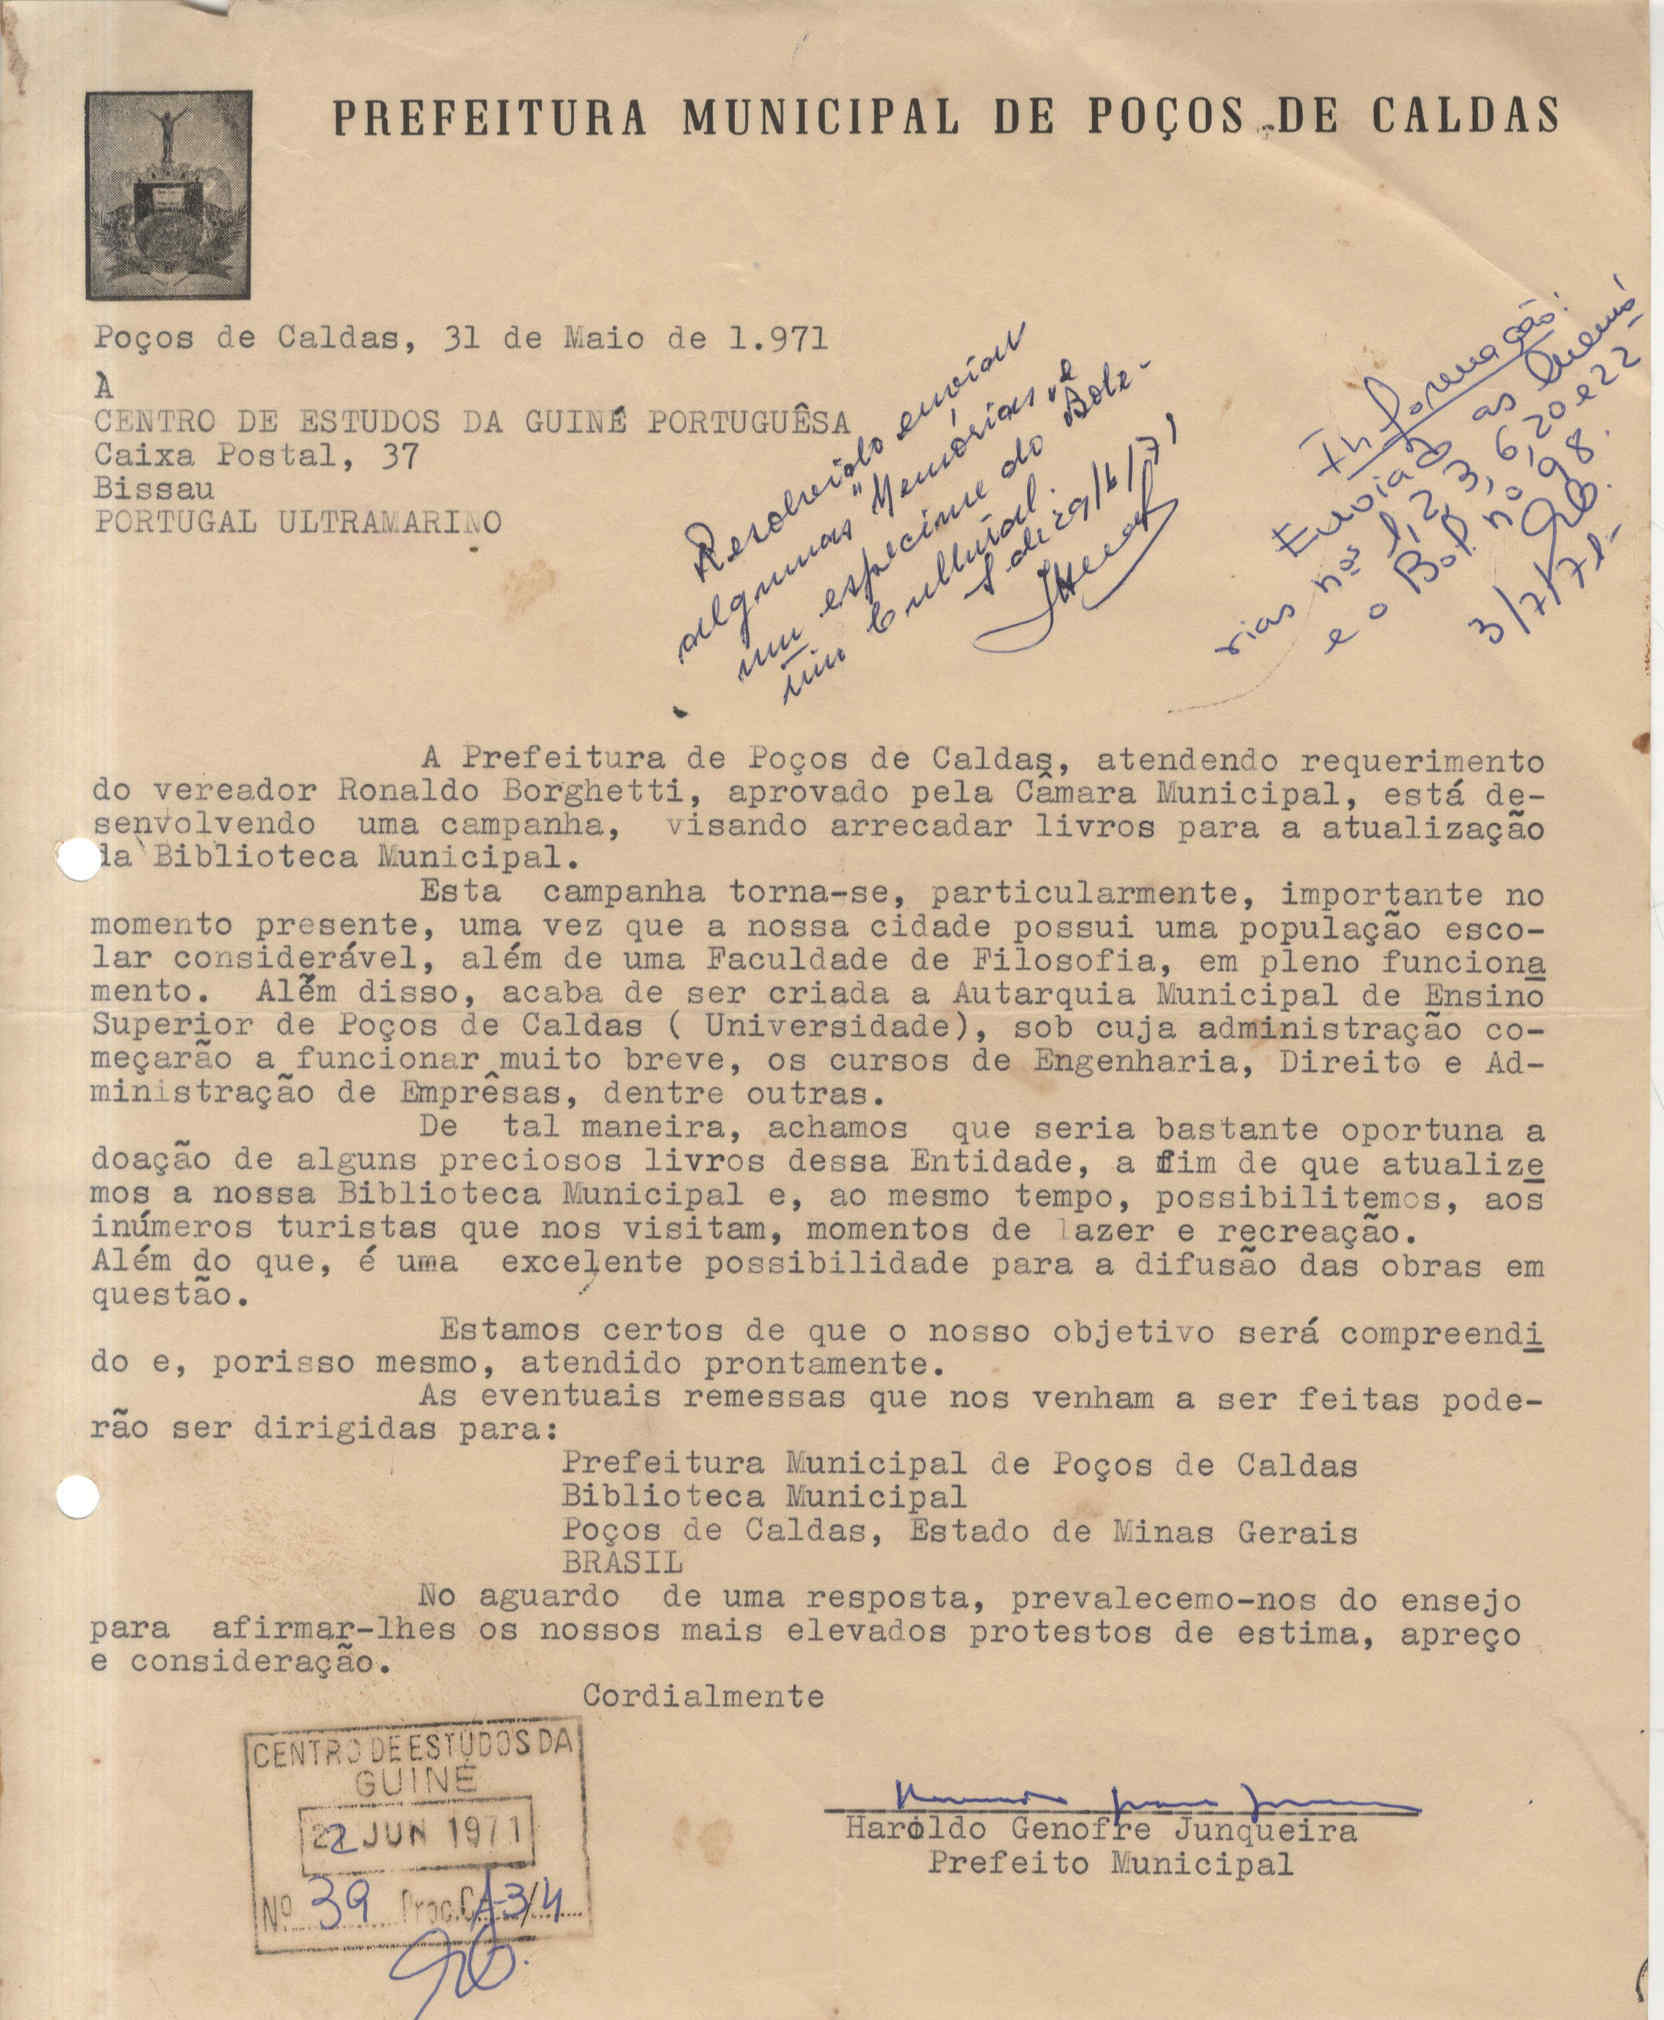 PREFEITURA MUNICIPAL DE POÇOS DE CALDAS
Poços de Caldas, 31 de Maio de 1.971
À
CENTRO DE ESTUDOS DA GUINÉ PORTUGUÊSA
Caixa Postal, 37
Bissau
PORTUGAL ULTRAMARINO
Resolvido enviar
algumas "Memórias" e
um especime do Bole-
tim Cultural.
29/6/71
Informação:
Enviado as Memó
rias nos 1, 2, 3, 6, 20 e 22
e o Bol. nº 98.
3/7/71-
A Prefeitura de Poços de Caldas, atendendo requerimento
do vereador Ronaldo Borghetti, aprovado pela Câmara Municipal, está de-
senvolvendo uma campanha, visando arrecadar livros para a atualização
da Biblioteca Municipal.
Esta campanha torna-se, particularmente, importante no
momento presente, uma vez que a nossa cidade possui uma população esco-
lar considerável, além de uma Faculdade de Filosofia, em pleno funciona
mento. Além disso, acaba de ser criada a Autarquia Municipal de Ensino
Superior de Poços de Caldas ( Universidade), sob cuja administração co-
meçarão a funcionar muito breve, os cursos de Engenharia, Direito e Ad-
ministração de Emprêsas, dentre outras.
De tal maneira, achamos que seria bastante oportuna a
doação de alguns preciosos livros dessa Entidade, a fim de que atualize
mos a nossa Biblioteca Municipal e, ao mesmo tempo, possibilitemos, aos
inúmeros turistas que nos visitam, momentos de lazer e recreação.
Além do que, é uma excelente possibilidade para a difusão das obras em
questão.
Estamos certos de que o nosso objetivo será compreendi
do e, porisso mesmo, atendido prontamente.
As eventuais remessas que nos venham a ser feitas pode-
rão ser dirigidas para:
Prefeitura Municipal de Poços de Caldas
Biblioteca Municipal
Poços de Caldas, Estado de Minas Gerais
BRASIL
No aguardo de uma resposta, prevalecemo-nos do ensejo
para afirmar-lhes os nossos mais elevados protestos de estima, apreço
e consideração.
Cordialmente
Haroldo Genofre Junqueira
Prefeito Municipal
CENTRO DE ESTUDOS DA
GUINÉ
22 JUN 1971
Nº 39 Proc. A-3/4